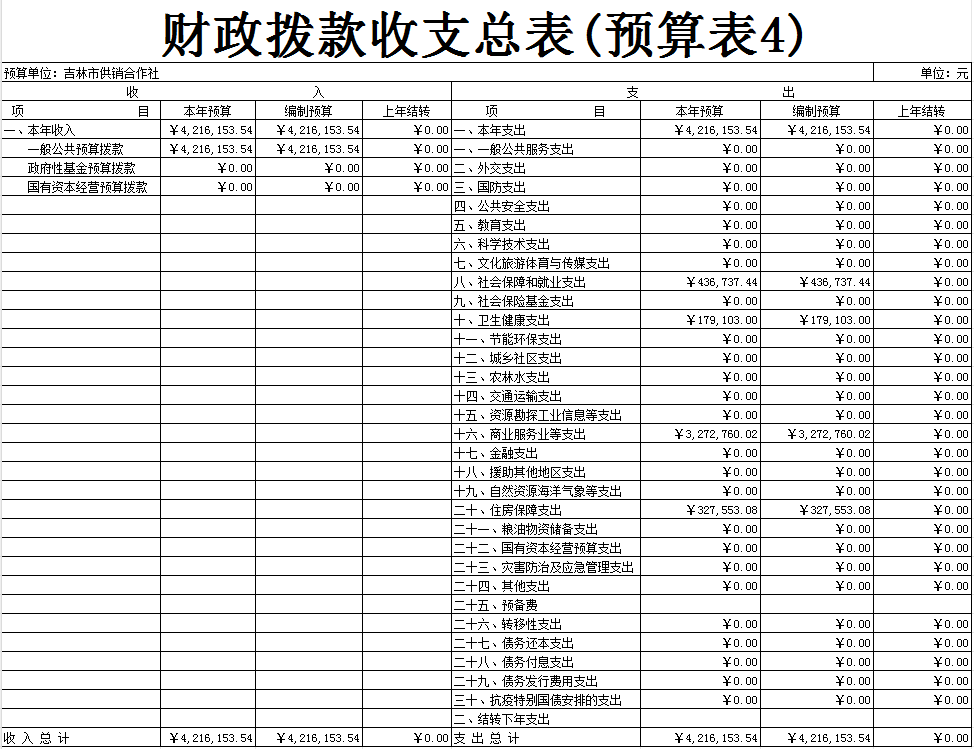 财政拨款收支总表(预算表4)
预算单位：吉林市供销合作社 单位：元
收 入 支 出
项 目 本年预算 编制预算 上年结转 项 目 本年预算 编制预算 上年结转
一、本年收入 ￥4,216,153.54 ￥4,216,153.54 ￥0.00 一、本年支出 ￥4,216,153.54 ￥4,216,153.54 ￥0.00
一般公共预算拨款 ￥4,216,153.54 ￥4,216,153.54 ￥0.00 一、一般公共服务支出 ￥0.00 ￥0.00 ￥0.00
政府性基金预算拨款 ￥0.00 ￥0.00 ￥0.00 二、外交支出 ￥0.00 ￥0.00 ￥0.00
国有资本经营预算拨款 ￥0.00 ￥0.00 ￥0.00 三、国防支出 ￥0.00 ￥0.00 ￥0.00
四、公共安全支出 ￥0.00 ￥0.00 ￥0.00
五、教育支出 ￥0.00 ￥0.00 ￥0.00
六、科学技术支出 ￥0.00 ￥0.00 ￥0.00
七、文化旅游体育与传媒支出 ￥0.00 ￥0.00 ￥0.00
八、社会保障和就业支出 ￥436,737.44 ￥436,737.44 ￥0.00
九、社会保险基金支出 ￥0.00 ￥0.00 ￥0.00
十、卫生健康支出 ￥179,103.00 ￥179,103.00 ￥0.00
十一、节能环保支出 ￥0.00 ￥0.00 ￥0.00
十二、城乡社区支出 ￥0.00 ￥0.00 ￥0.00
十三、农林水支出 ￥0.00 ￥0.00 ￥0.00
十四、交通运输支出 ￥0.00 ￥0.00 ￥0.00
十五、资源勘探工业信息等支出 ￥0.00 ￥0.00 ￥0.00
十六、商业服务业等支出 ￥3,272,760.02 ￥3,272,760.02 ￥0.00
十七、金融支出 ￥0.00 ￥0.00 ￥0.00
十八、援助其他地区支出 ￥0.00 ￥0.00 ￥0.00
十九、自然资源海洋气象等支出 ￥0.00 ￥0.00 ￥0.00
二十、住房保障支出 ￥327,553.08 ￥327,553.08 ￥0.00
二十一、粮油物资储备支出 ￥0.00 ￥0.00 ￥0.00
二十二、国有资本经营预算支出 ￥0.00 ￥0.00 ￥0.00
二十三、灾害防治及应急管理支出 ￥0.00 ￥0.00 ￥0.00
二十四、其他支出 ￥0.00 ￥0.00 ￥0.00
二十五、预备费
二十六、转移性支出 ￥0.00 ￥0.00 ￥0.00
二十七、债务还本支出 ￥0.00 ￥0.00 ￥0.00
二十八、债务付息支出 ￥0.00 ￥0.00 ￥0.00
二十九、债务发行费用支出 ￥0.00 ￥0.00 ￥0.00
三十、抗疫特别国债安排的支出 ￥0.00 ￥0.00 ￥0.00
二、结转下年支出
收 入 总 计 ￥4,216,153.54 ￥4,216,153.54 ￥0.00 支 出 总 计 ￥4,216,153.54 ￥4,216,153.54 ￥0.00